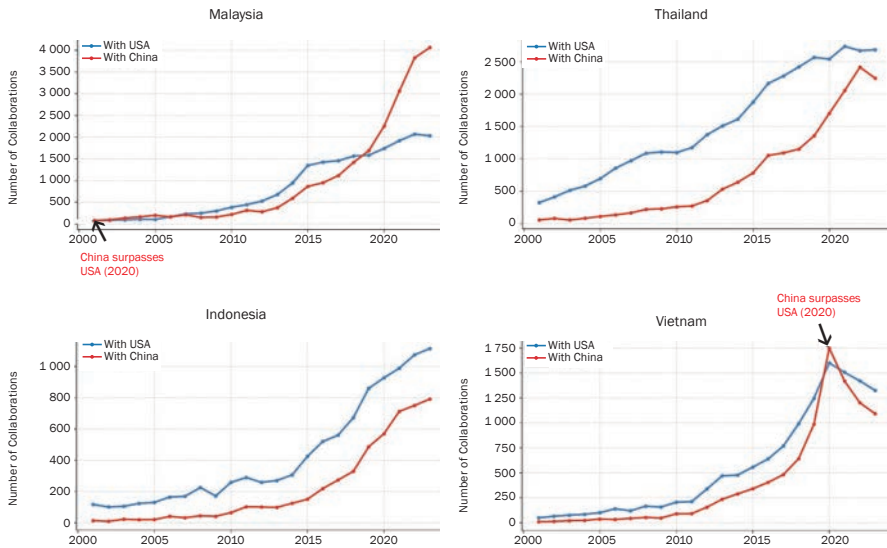 Malaysia
Number of Collaborations
With USA
With China
4 000
3 500
3 000
2 500
2 000
1 500
1 000
500
0
2000
2005
2010
2015
2020
China surpasses
USA (2020)
Thailand
Number of Collaborations
With USA
With China
2 500
2 000
1 500
1 000
500
0
2000
2005
2010
2015
2020
Indonesia
Number of Collaborations
With USA
With China
1 000
800
600
400
200
0
2000
2005
2010
2015
2020
China surpasses
USA (2020)
Vietnam
Number of Collaborations
With USA
With China
1 750
1 500
1 250
1 000
750
500
250
0
2000
2005
2010
2015
2020